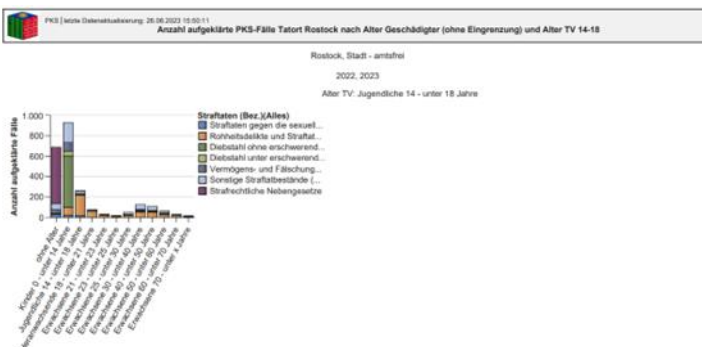 PKS | letzte Datenaktualisierung: 26.06.2023 15:50:11
Anzahl aufgeklärte PKS-Fälle Tatort Rostock nach Alter Geschädigter (ohne Eingrenzung) und Alter TV 14-18
Rostock, Stadt - amtsfrei
2022, 2023
Alter TV: Jugendliche 14 - unter 18 Jahre
Anzahl aufgeklärte Fälle
1.000
800
600
400
200
0
Straftaten (Bez.)(Alles)
Straftaten gegen die sexuell...
Rohheitsdelikte und Straftat...
Diebstahl ohne erschwerend...
Diebstahl unter erschwerend...
Vermögens- und Fälschung...
Sonstige Straftatbestände (...
Strafrechtliche Nebengesetze
ohne Alter
Kinder 0 - unter 14 Jahre
Jugendliche 14 - unter 18 Jahre
Heranwachsende 18 - unter 21 Jahre
Erwachsene 21 - unter 23 Jahre
Erwachsene 23 - unter 25 Jahre
Erwachsene 25 - unter 30 Jahre
Erwachsene 30 - unter 40 Jahre
Erwachsene 40 - unter 50 Jahre
Erwachsene 50 - unter 60 Jahre
Erwachsene 60 - unter 70 Jahre
Erwachsene 70 - unter x Jahre